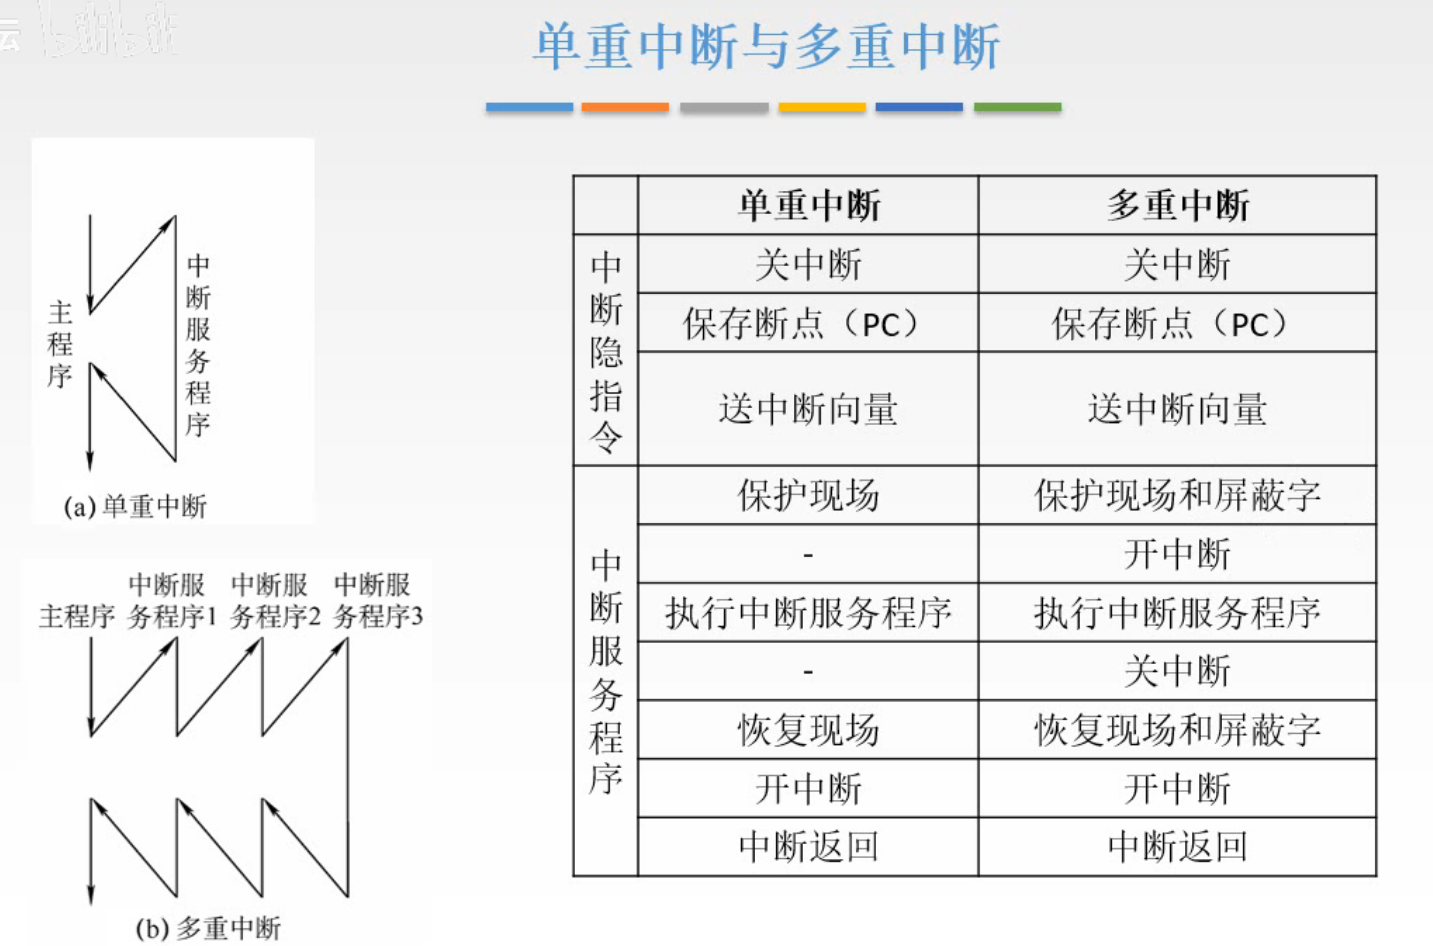 云 bilibili
单重中断与多重中断
主程序
中断服务程序
(a) 单重中断
主程序
中断服务程序1
中断服务程序2
中断服务程序3
(b) 多重中断
单重中断 多重中断
中断隐指令
关中断 关中断
保存断点（PC） 保存断点（PC）
送中断向量 送中断向量
中断服务程序
保护现场 保护现场和屏蔽字
- 开中断
执行中断服务程序 执行中断服务程序
- 关中断
恢复现场 恢复现场和屏蔽字
开中断 开中断
中断返回 中断返回